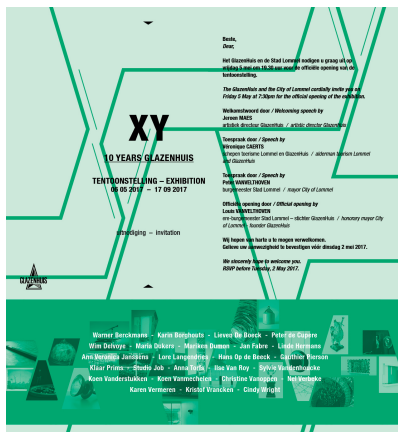 XY
10 YEARS GLAZENHUIS
TENTOONSTELLING – EXHIBITION
06 05 2017 – 17 09 2017
uitnodiging – invitation
GLAZENHUIS
Beste,
Dear,
Het GlazenHuis en de Stad Lommel nodigen u graag uit op
vrijdag 5 mei om 19.30 uur voor de officiële opening van de
tentoonstelling.
The GlazenHuis and the City of Lommel cordially invite you on
Friday 5 May at 7:30pm for the official opening of the exhibition.
Welkomstwoord door / Welcoming speech by
Jeroen MAES
artistiek directeur GlazenHuis / artistic director GlazenHuis
Toespraak door / Speech by
Véronique CAERTS
schepen toerisme Lommel en GlazenHuis / alderman tourism Lommel
and GlazenHuis
Toespraak door / Speech by
Peter VANVELTHOVEN
burgemeester Stad Lommel / mayor City of Lommel
Officiële opening door / Official opening by
Louis VANVELTHOVEN
ere-burgemeester Stad Lommel – stichter GlazenHuis / honorary mayor City
of Lommel - founder GlazenHuis
Wij hopen van harte u te mogen verwelkomen.
Gelieve uw aanwezigheid te bevestigen vóór dinsdag 2 mei 2017.
We sincerely hope to welcome you.
RSVP before Tuesday, 2 May 2017.
Warner Berckmans - Karin Borghouts - Lieven De Boeck - Peter de Cupere
Wim Delvoye - Maria Dukers - Mariken Dumon - Jan Fabre - Linde Hermans
Ann Veronica Janssens - Lore Langendries - Hans Op de Beeck - Gauthier Pierson
Klaar Prims - Studio Job - Anna Torfs - Ilse Van Roy - Sylvie Vandenhoucke
Koen Vanderstukken - Koen Vanmechelen - Christine Vanoppen - Nel Verbeke
Karen Vermeren - Kristof Vrancken - Cindy Wright